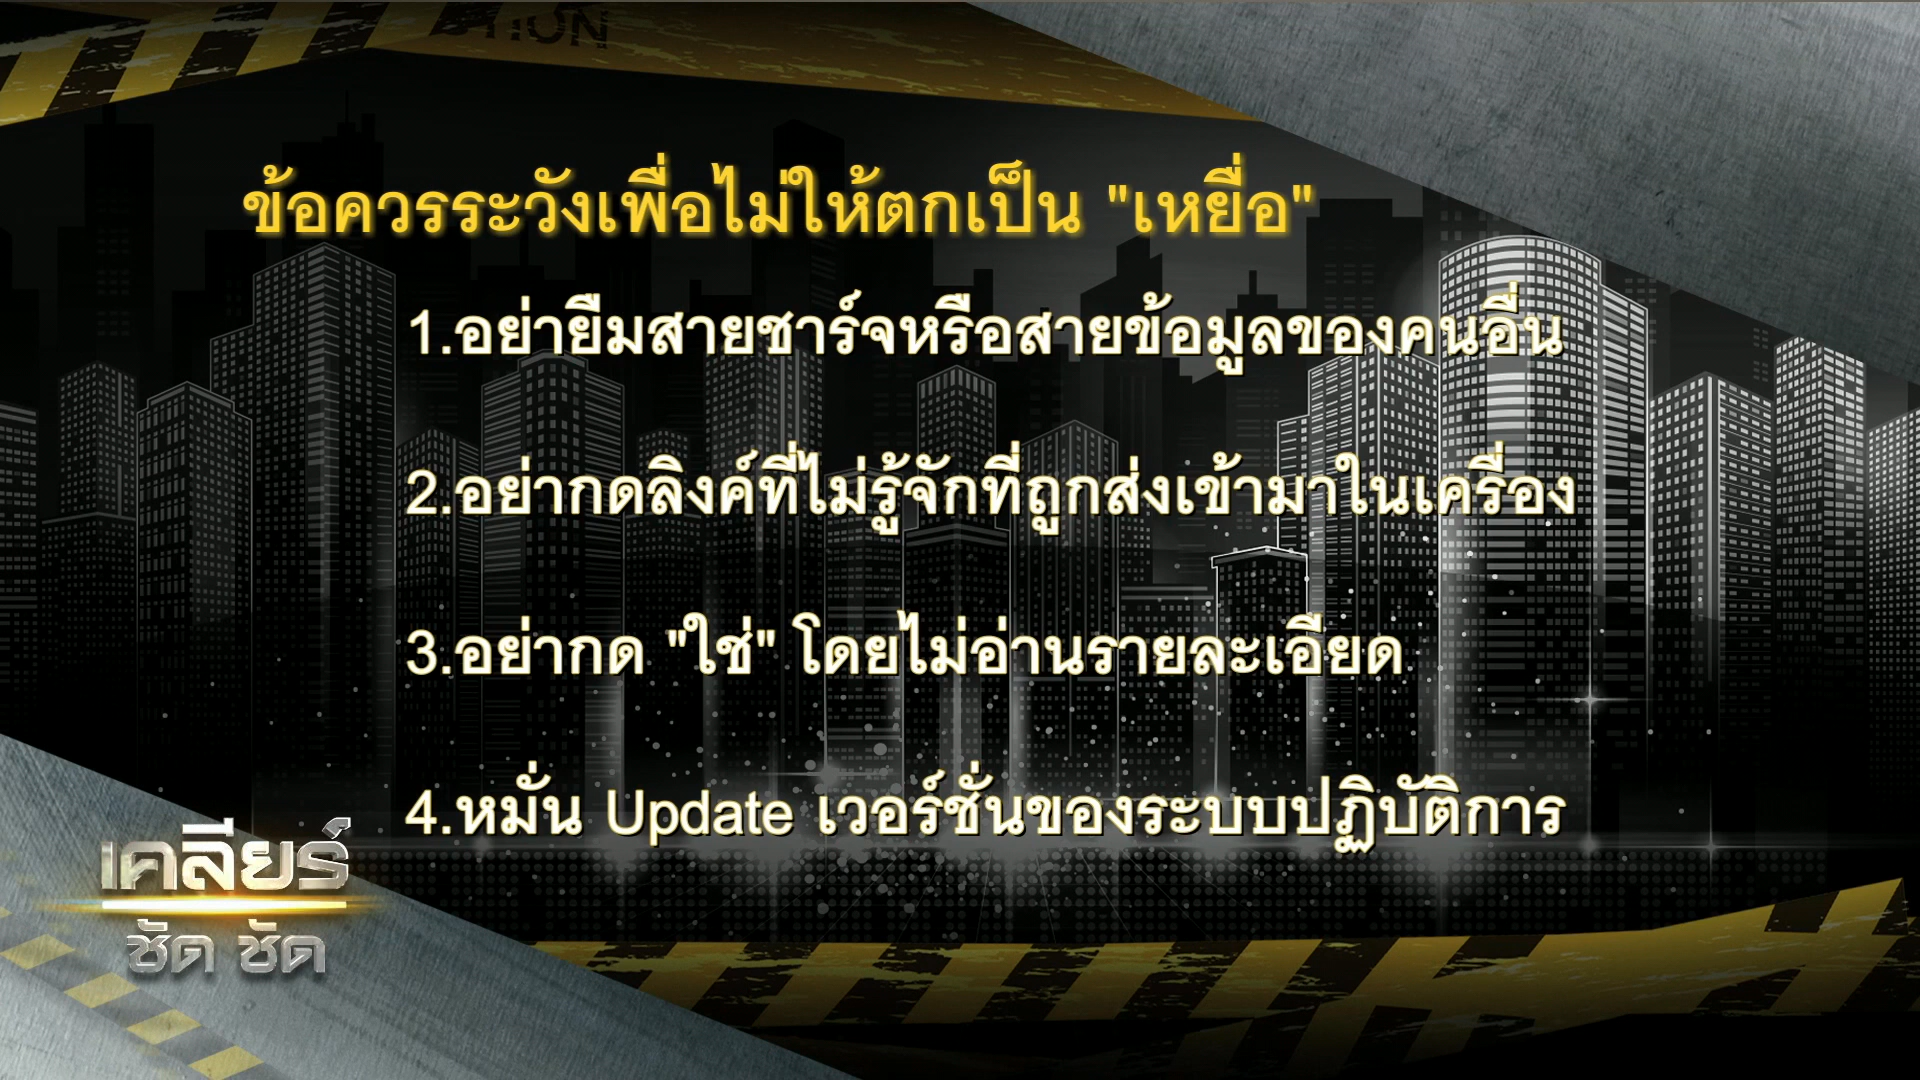 TION
ข้อควรระวังเพื่อไม่ให้ตกเป็น "เหยื่อ"
1.อย่ายืมสายชาร์จหรือสายข้อมูลของคนอื่น
2.อย่ากดลิงค์ที่ไม่รู้จักที่ถูกส่งเข้ามาในเครื่อง
3.อย่ากด "ใช่" โดยไม่อ่านรายละเอียด
4.หมั่น Update เวอร์ชั่นของระบบปฏิบัติการ
เคลียร์
ชัด ชัด